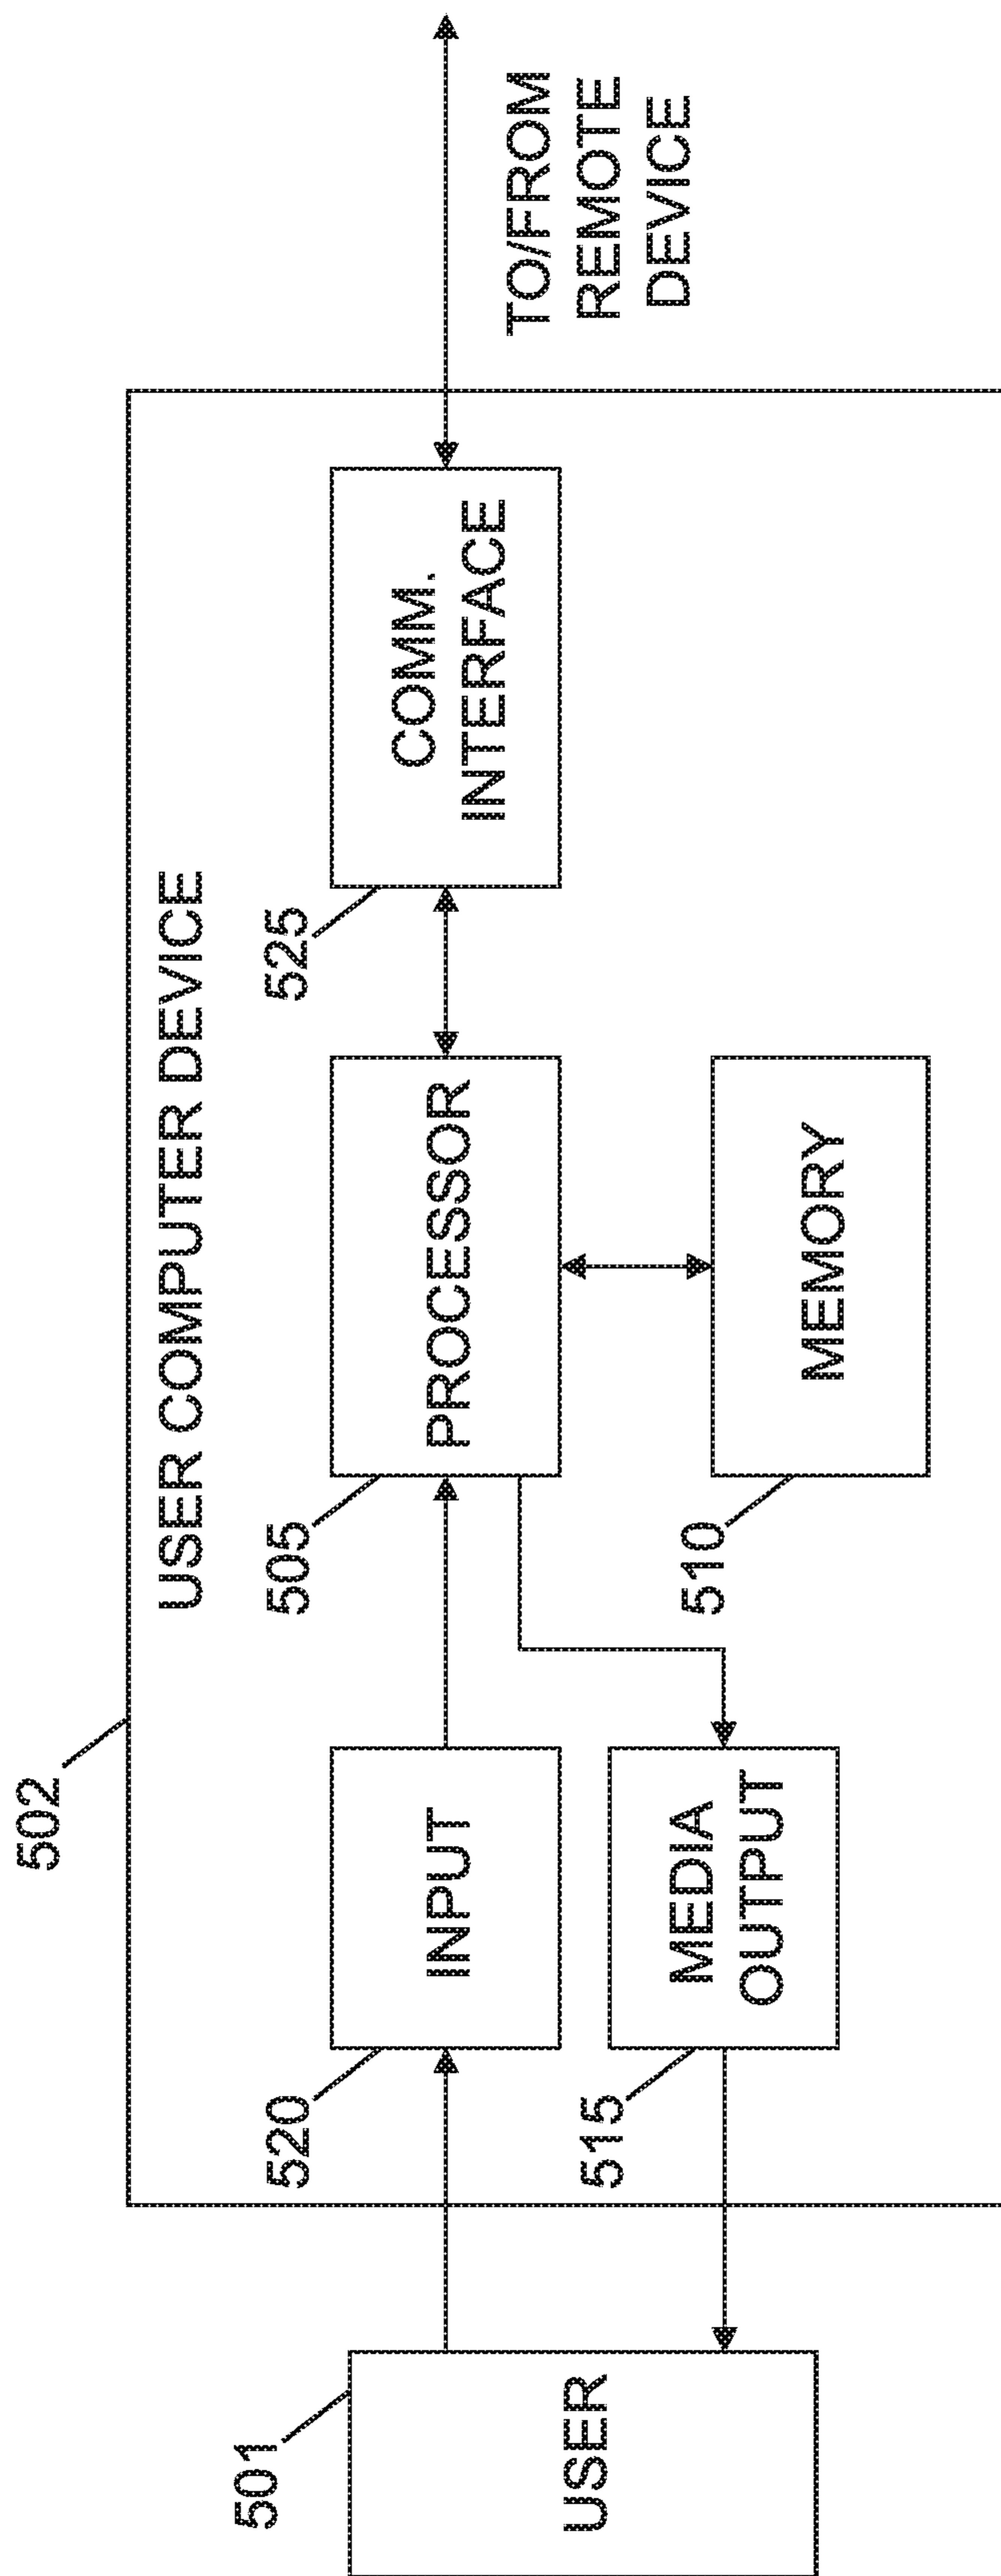 502
USER COMPUTER DEVICE
501
USER
520
INPUT
505
PROCESSOR
525
COMM.
INTERFACE
TO/FROM
REMOTE
DEVICE
515
MEDIA
OUTPUT
510
MEMORY